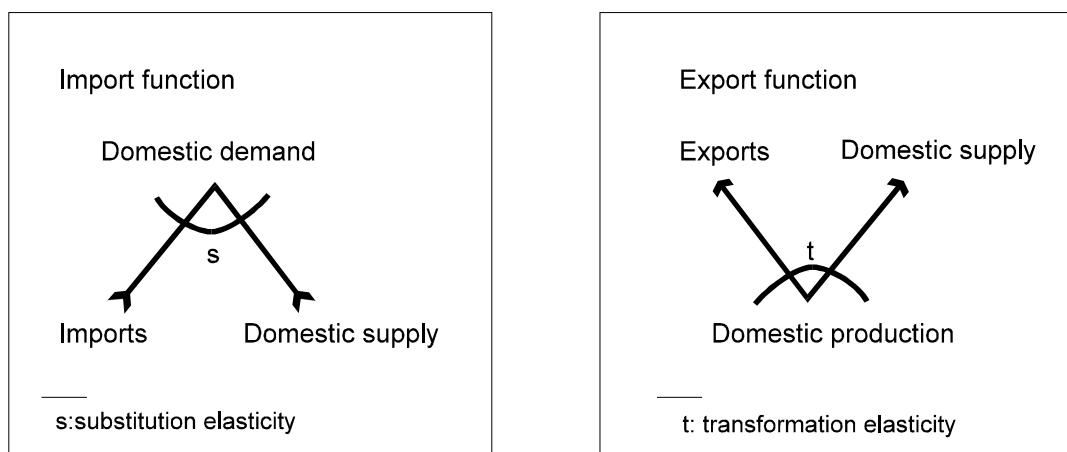 Import function
Domestic demand
s
Imports
Domestic supply
s:substitution elasticity
Export function
Exports
Domestic supply
t
Domestic production
t: transformation elasticity